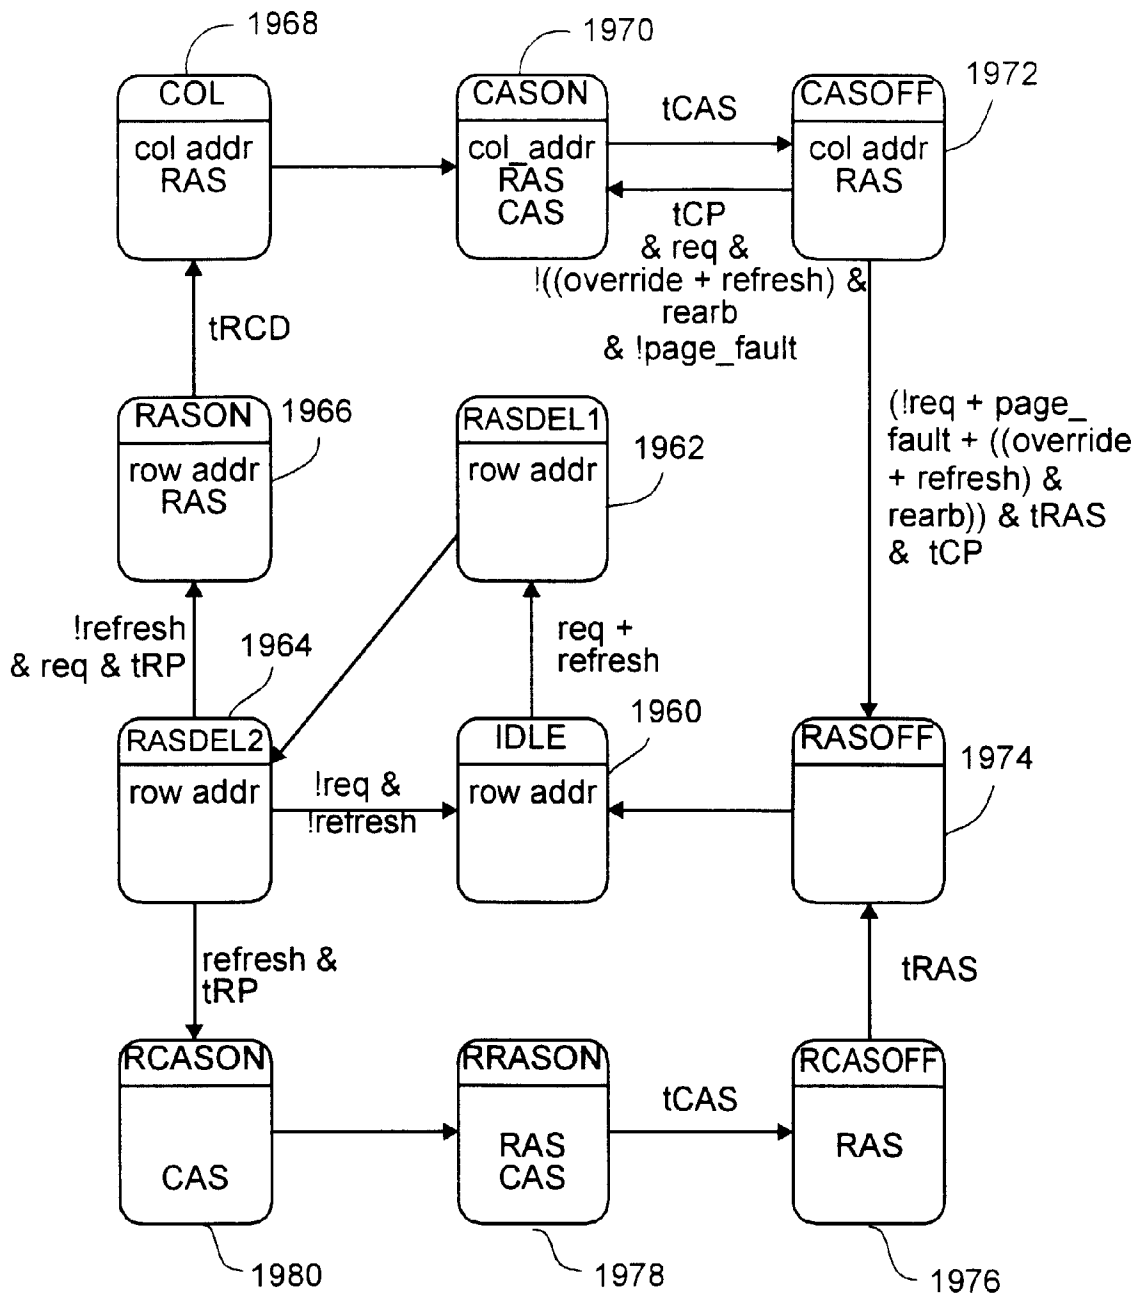 1968
1970
1972
COL
col addr
RAS
CASON
col_addr
RAS
CAS
tCAS
CASOFF
col addr
RAS
tCP
& req &
!((override + refresh) &
rearb
& !page_fault
tRCD
(!req + page_
fault + ((override
+ refresh) &
rearb)) & tRAS
& tCP
RASON
row addr
RAS
1966
RASDEL1
row addr
1962
!refresh
& req & tRP
1964
req +
refresh
1960
RASDEL2
row addr
!req &
!refresh
IDLE
row addr
RASOFF
1974
refresh &
tRP
tRAS
RCASON
CAS
RRASON
RAS
CAS
tCAS
RCASOFF
RAS
1980
1978
1976